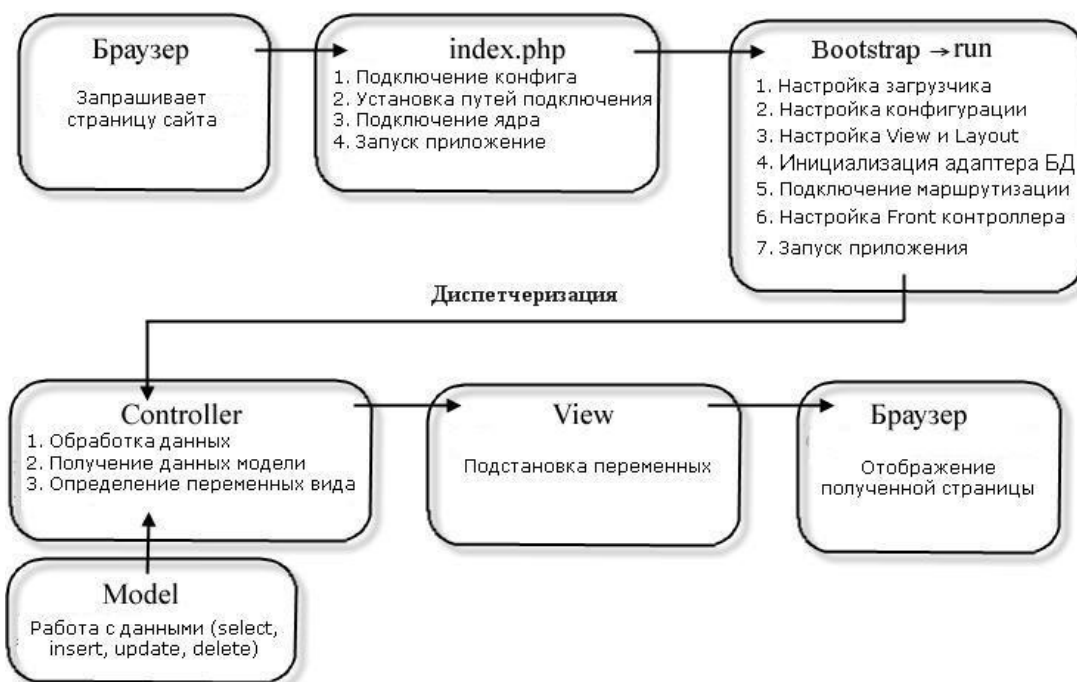 Браузер
Запрашивает
страницу сайта
index.php
1. Подключение конфига
2. Установка путей подключения
3. Подключение ядра
4. Запуск приложение
Bootstrap → run
1. Настройка загрузчика
2. Настройка конфигурации
3. Настройка View и Layout
4. Инициализация адаптера БД
5. Подключение маршрутизации
6. Настройка Front контроллера
7. Запуск приложения
Диспетчеризация
Controller
1. Обработка данных
2. Получение данных модели
3. Определение переменных вида
View
Подстановка переменных
Браузер
Отображение
полученной страницы
Model
Работа с данными (select,
insert, update, delete)